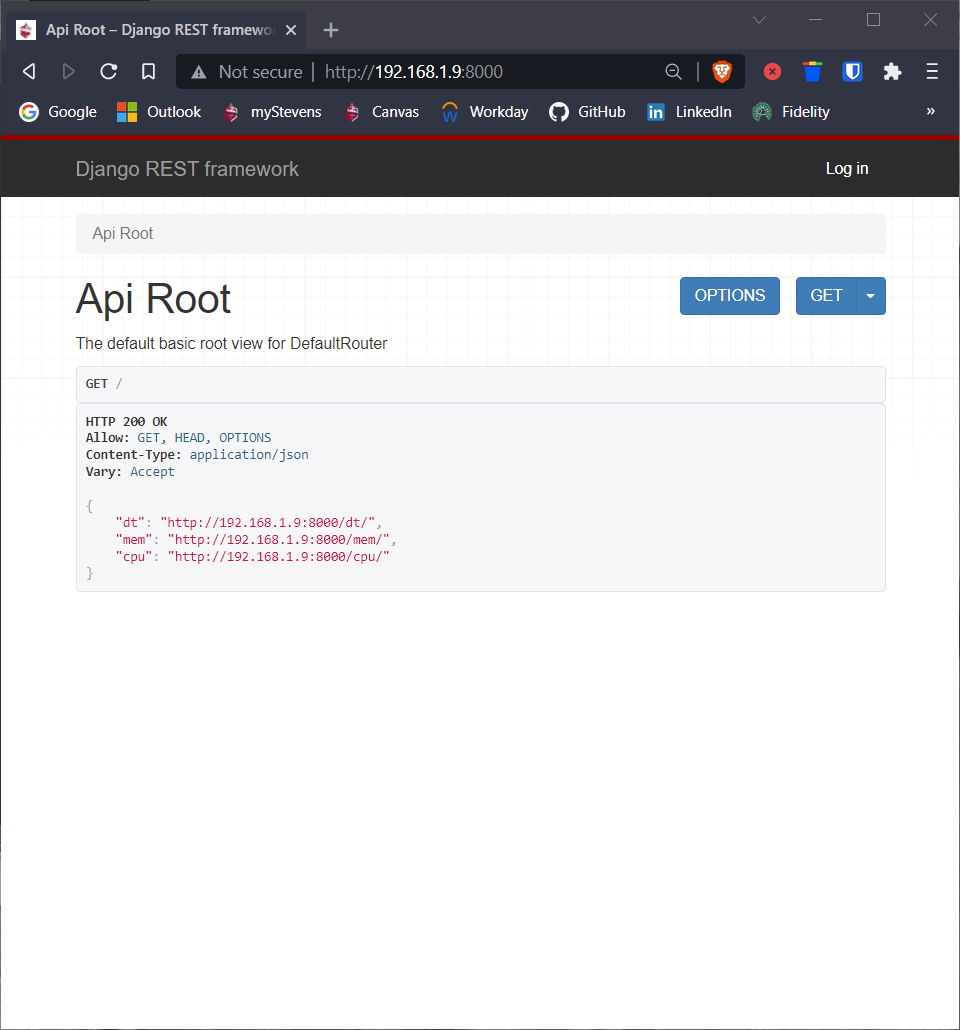 Api Root – Django REST framewo
Not secure | http://192.168.1.9:8000
Google Outlook myStevens Canvas Workday GitHub LinkedIn Fidelity »
Django REST framework Log in
Api Root
Api Root OPTIONS GET
The default basic root view for DefaultRouter
GET /
HTTP 200 OK
Allow: GET, HEAD, OPTIONS
Content-Type: application/json
Vary: Accept
{
    "dt": "http://192.168.1.9:8000/dt/",
    "mem": "http://192.168.1.9:8000/mem/",
    "cpu": "http://192.168.1.9:8000/cpu/"
}